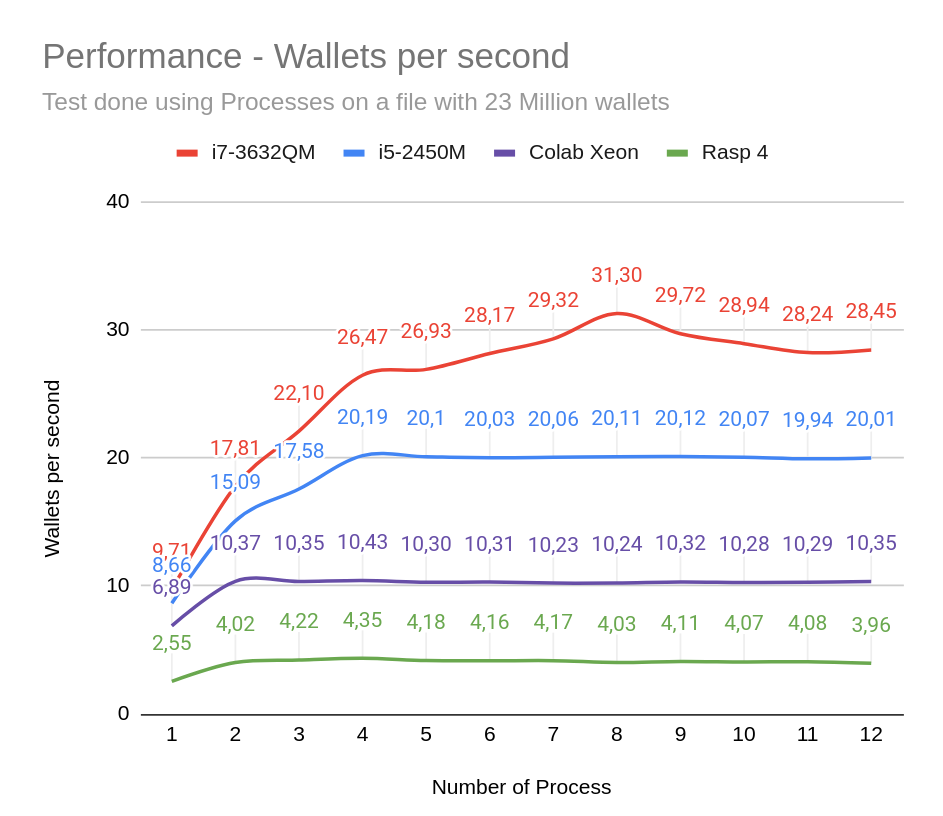 Performance - Wallets per second
Test done using Processes on a file with 23 Million wallets
i7-3632QM i5-2450M Colab Xeon Rasp 4
40
30
20
10
0
Wallets per second
9,71 17,81 22,10 26,47 26,93 28,17 29,32 31,30 29,72 28,94 28,24 28,45
8,66 15,09 17,58 20,19 20,1 20,03 20,06 20,11 20,12 20,07 19,94 20,01
6,89 10,37 10,35 10,43 10,30 10,31 10,23 10,24 10,32 10,28 10,29 10,35
2,55 4,02 4,22 4,35 4,18 4,16 4,17 4,03 4,11 4,07 4,08 3,96
1 2 3 4 5 6 7 8 9 10 11 12
Number of Process